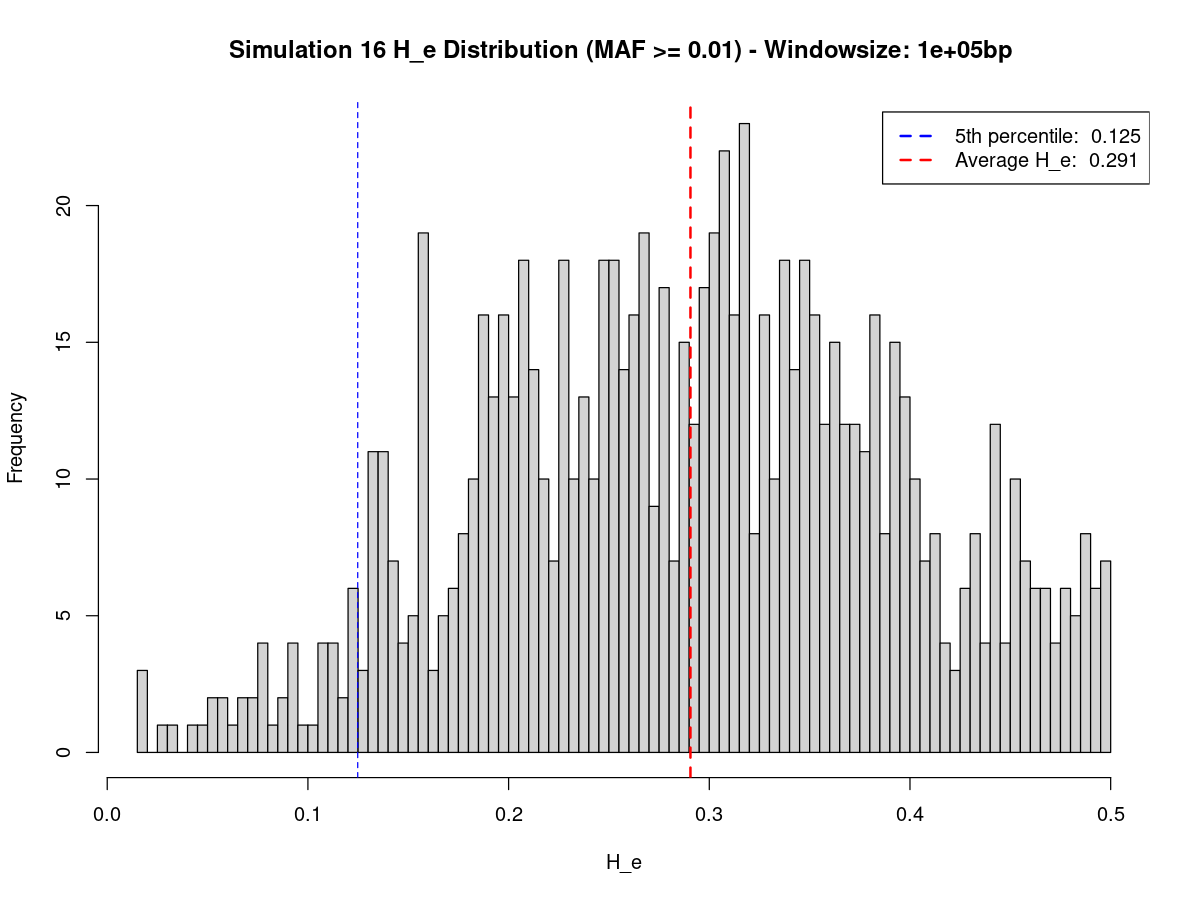 Simulation 16 H_e Distribution (MAF >= 0.01) - Windowsize: 1e+05bp
5th percentile: 0.125
Average H_e: 0.291
Frequency
20
15
10
5
0
0.0 0.1 0.2 0.3 0.4 0.5
H_e